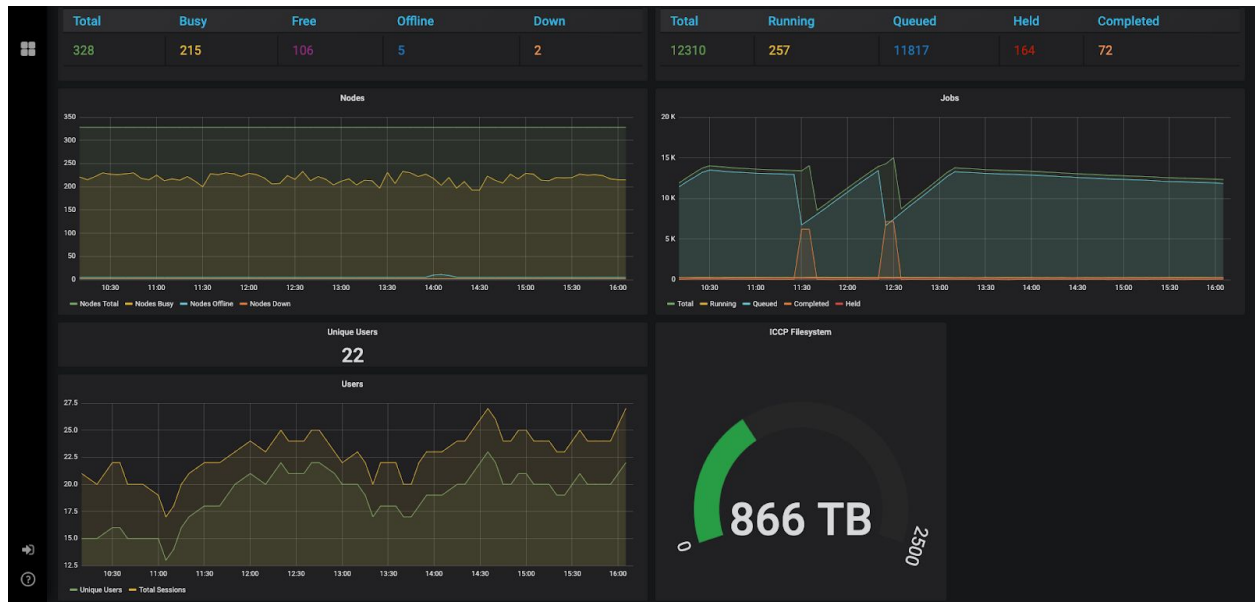 Total Busy Free Offline Down
328 215 106 5 2
Total Running Queued Held Completed
12310 257 11817 164 72
Nodes
350
300
250
200
150
100
50
0
10:30 11:00 11:30 12:00 12:30 13:00 13:30 14:00 14:30 15:00 15:30 16:00
Nodes Total Nodes Busy Nodes Offline Nodes Down
Jobs
20 K
15 K
10 K
5 K
0
10:30 11:00 11:30 12:00 12:30 13:00 13:30 14:00 14:30 15:00 15:30 16:00
Total Running Queued Completed Held
Unique Users
22
Users
27.5
25.0
22.5
20.0
17.5
15.0
12.5
10:30 11:00 11:30 12:00 12:30 13:00 13:30 14:00 14:30 15:00 15:30 16:00
Unique Users Total Sessions
ICCP Filesystem
866 TB
0 2500